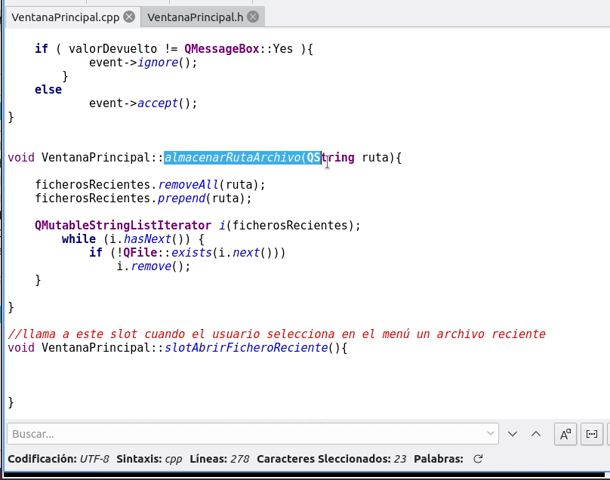 VentanaPrincipal.cpp VentanaPrincipal.h
if ( valorDevuelto != QMessageBox::Yes ){
event->ignore();
}
else
event->accept();
}
void VentanaPrincipal::almacenarRutaArchivo(QString ruta){
ficherosRecientes.removeAll(ruta);
ficherosRecientes.prepend(ruta);
QMutableStringListIterator i(ficherosRecientes);
while (i.hasNext()) {
if (!QFile::exists(i.next()))
i.remove();
}
}
//llama a este slot cuando el usuario selecciona en el menú un archivo reciente
void VentanaPrincipal::slotAbrirFicheroReciente(){
}
Buscar...
Codificación: UTF-8 Sintaxis: cpp Líneas: 278 Caracteres Sleccionados: 23 Palabras: